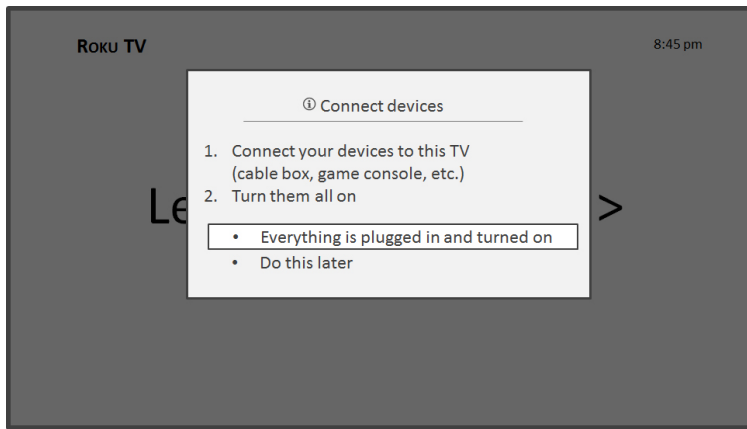 Roku TV
8:45 pm
ⓘ Connect devices
1. Connect your devices to this TV
(cable box, game console, etc.)
2. Turn them all on
Le >
• Everything is plugged in and turned on
• Do this later